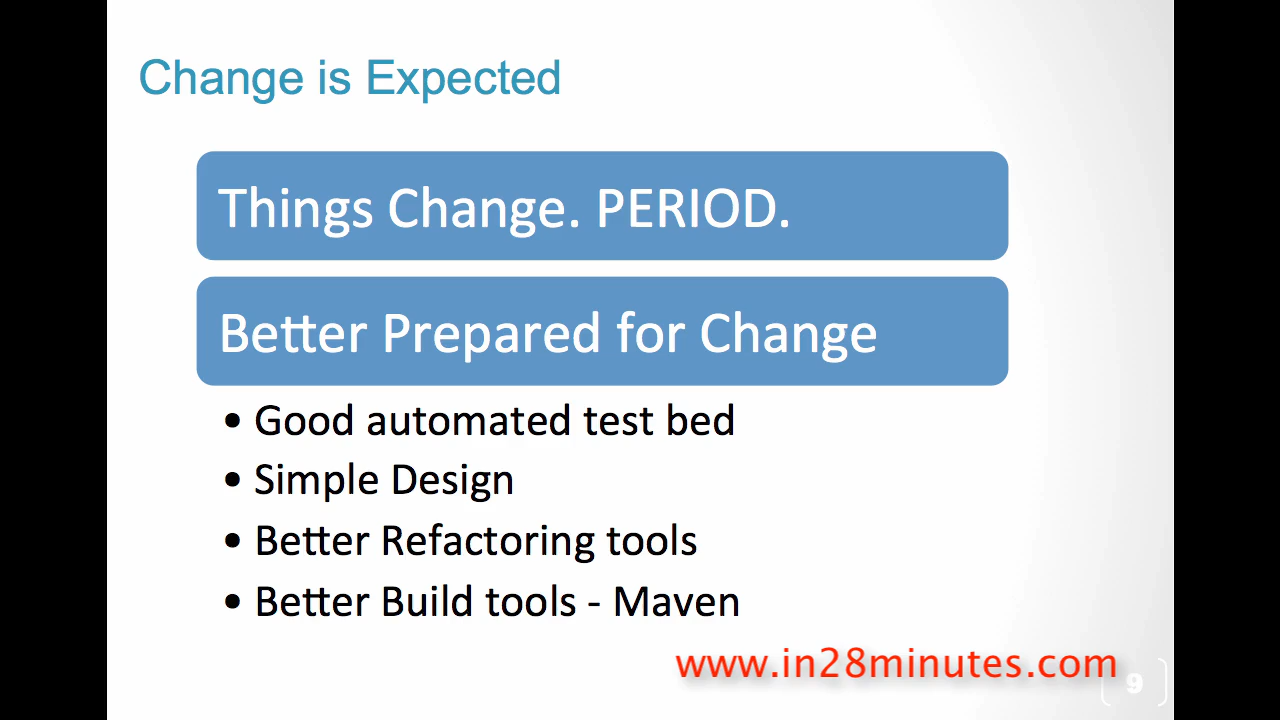 Change is Expected
Things Change. PERIOD.
Better Prepared for Change
• Good automated test bed
• Simple Design
• Better Refactoring tools
• Better Build tools - Maven
www.in28minutes.com
9